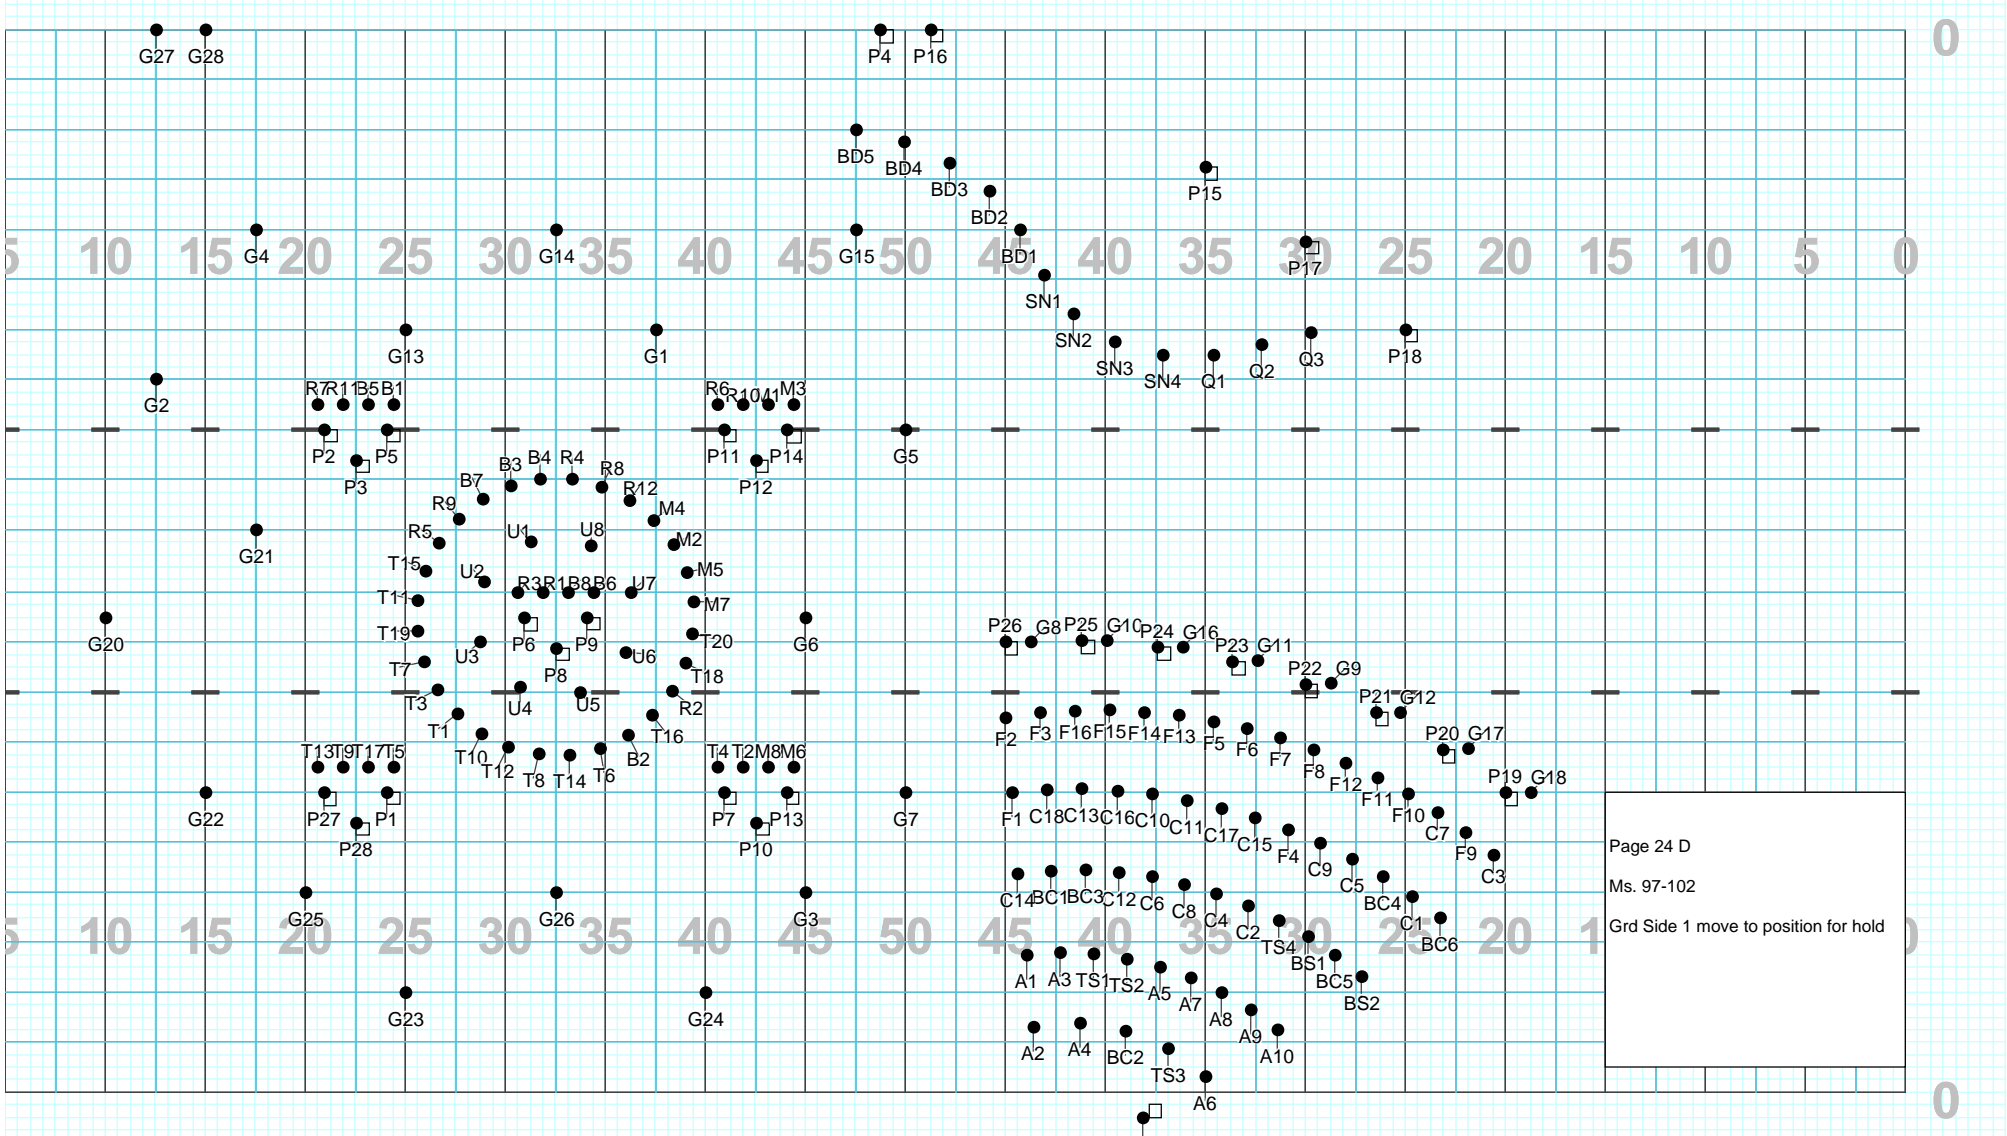 0
G27 G28 P4 P16
BD5 BD4 BD3 P15 BD2
5 10 15 20 25 30 35 40 45 50 45 40 35 30 25 20 15 10 5 0
G4 G14 G15 BD1 P17
SN1
G13 G1 SN2 SN3 SN4 Q1 Q2 Q3 P18
G2 R7 R11 B5 B1 R6 R10 M1 M3
P2 P5 P11 P14 G5
P3 P12
B3 B4 R4 R8
B7 R12
R9 M4
R5 U1 U8 M2
G21 T15 U2 M5
T11 R3 R1 B8 B6 U7 M7
T19 T20
G20 P6 P9 G6 P26 G8 P25 G10 P24 G16 P23 G11
U3 P8 U6
T7 T18 P22 G9
T3 U4 U5 R2 P21 G12
T1 T16 F2 F3 F16 F15 F14 F13 F5 F6 F7 P20 G17
T10 T12 T8 T14 T6 B2 F8 F12
T13 T9 T17 T5 T4 T2 M8 M6 F11 P19 G18
G22 P27 P1 P7 P13 G7 F1 C18 C13 C16 C10 C11 C17 C15 F10 C7
P28 P10 F4 C9 F9 C3
Page 24 D
Ms. 97-102
Grd Side 1 move to position for hold
G25 G26 G3 C14 BC1 BC3 C12 C6 C8 C4 C2 C5 BC4 C1 BC6
5 10 15 20 25 30 35 40 45 50 45 40 35 30 25 20 1 0
TS4 BS1 BC5 BS2
A1 A3 TS1 TS2 A5 A7
G23 G24 A8 A9 A10
A2 A4 BC2 TS3 A6
0